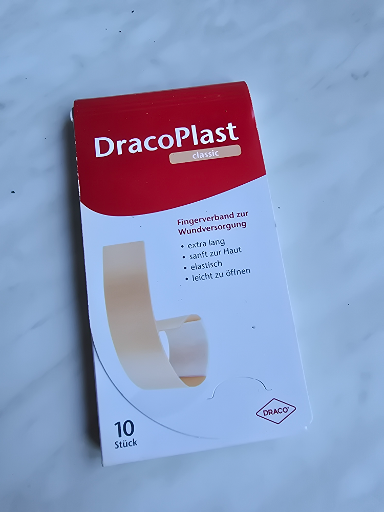 DracoPlast
classic
Fingerverband zur
Wundversorgung
• extra lang
• sanft zur Haut
• elastisch
• leicht zu öffnen
10
Stück
DRACO®